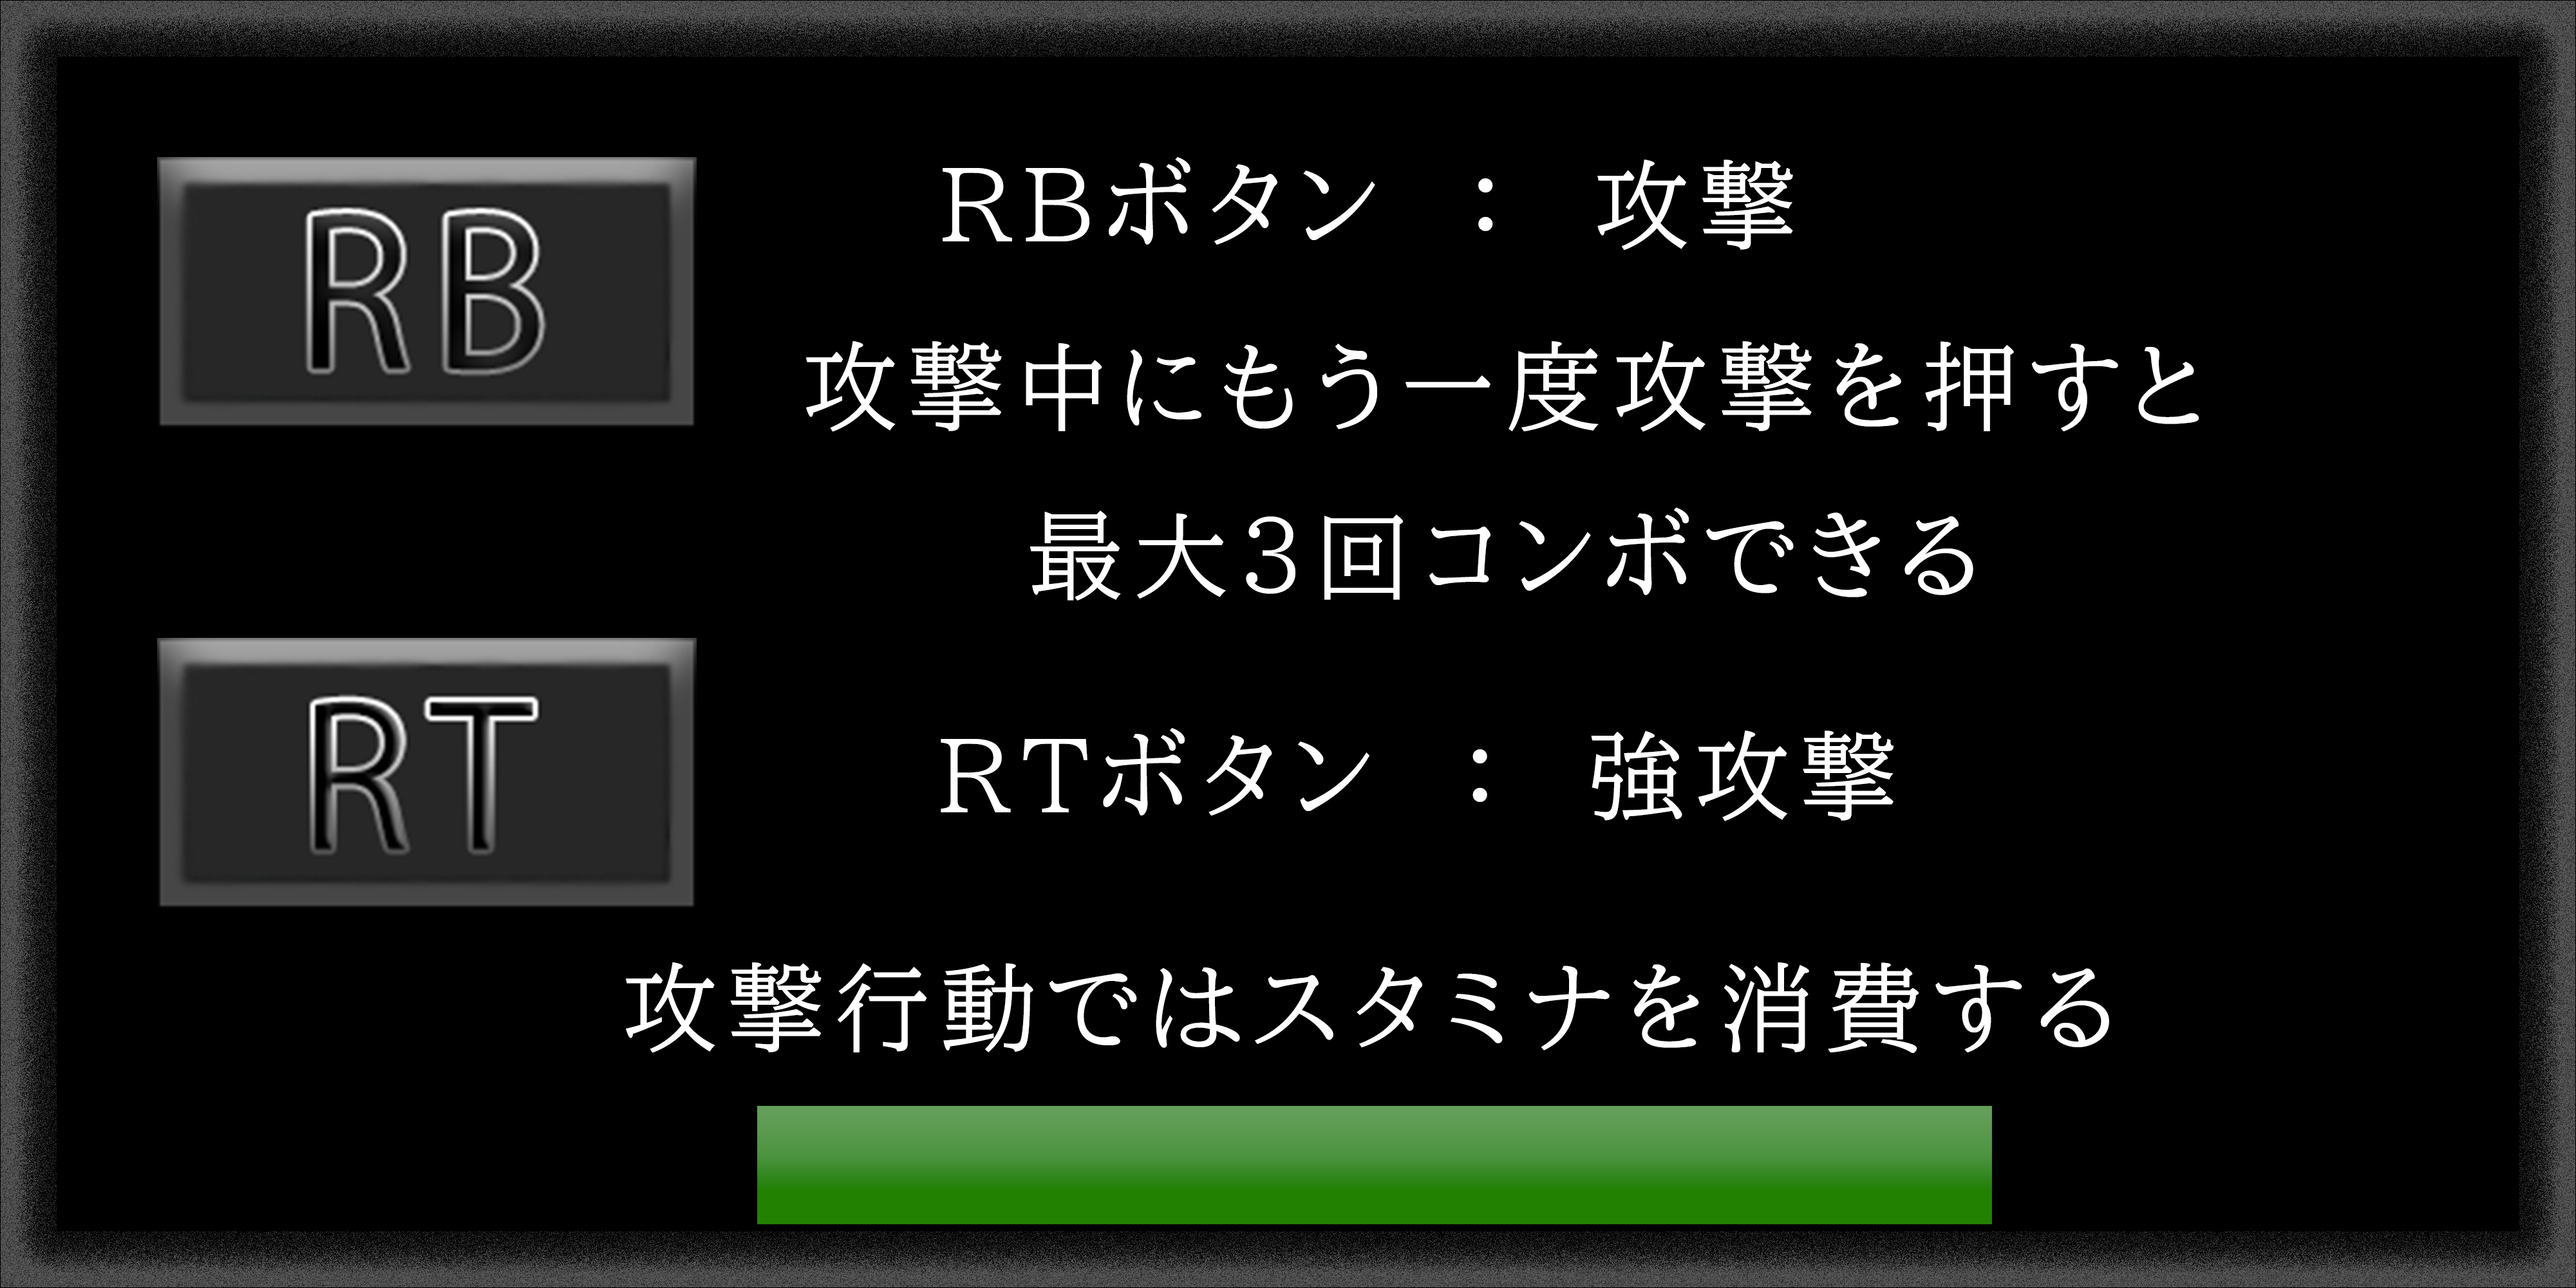 RB
RBボタン　：　攻撃
攻撃中にもう一度攻撃を押すと
最大3回コンボできる
RT
RTボタン　：　強攻撃
攻撃行動ではスタミナを消費する